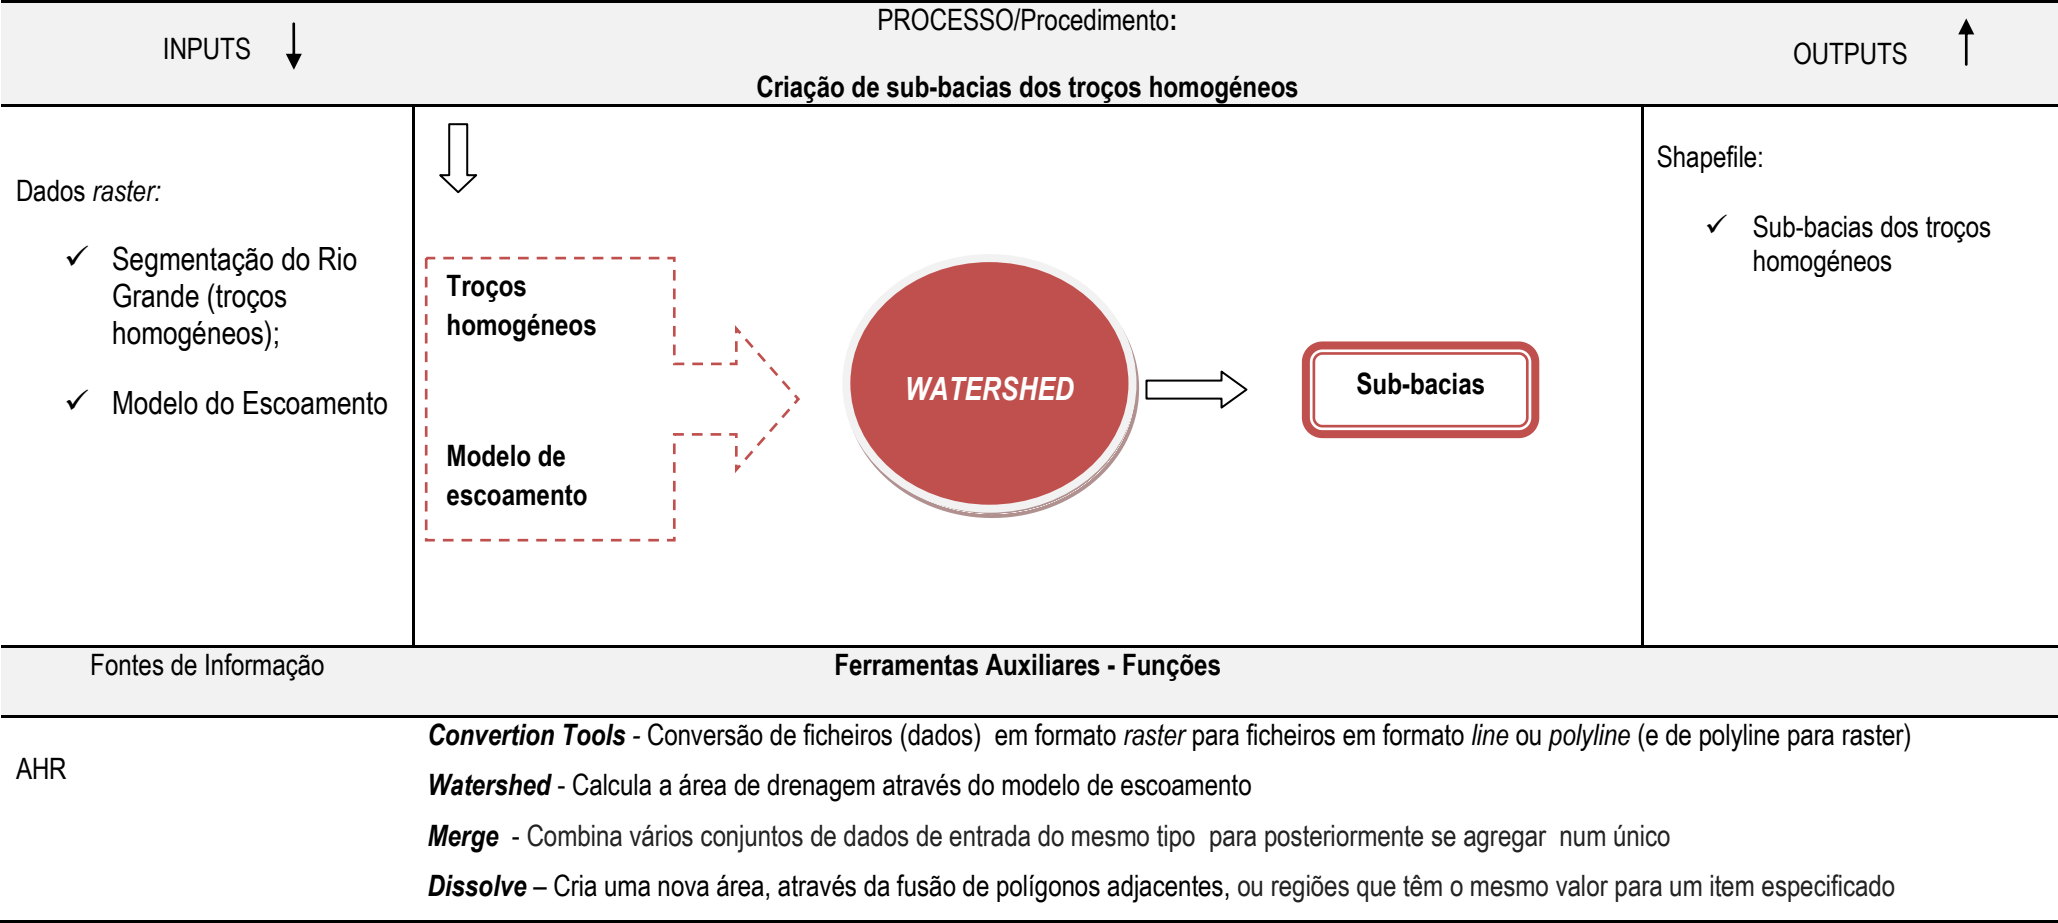 INPUTS
PROCESSO/Procedimento:
Criação de sub-bacias dos troços homogéneos
OUTPUTS
Dados raster:
✓ Segmentação do Rio
Grande (troços
homogéneos);
✓ Modelo do Escoamento
Troços
homogéneos
Modelo de
escoamento
WATERSHED
Sub-bacias
Shapefile:
✓ Sub-bacias dos troços
homogéneos
Fontes de Informação
Ferramentas Auxiliares - Funções
AHR
Convertion Tools - Conversão de ficheiros (dados) em formato raster para ficheiros em formato line ou polyline (e de polyline para raster)
Watershed - Calcula a área de drenagem através do modelo de escoamento
Merge - Combina vários conjuntos de dados de entrada do mesmo tipo para posteriormente se agregar num único
Dissolve – Cria uma nova área, através da fusão de polígonos adjacentes, ou regiões que têm o mesmo valor para um item especificado